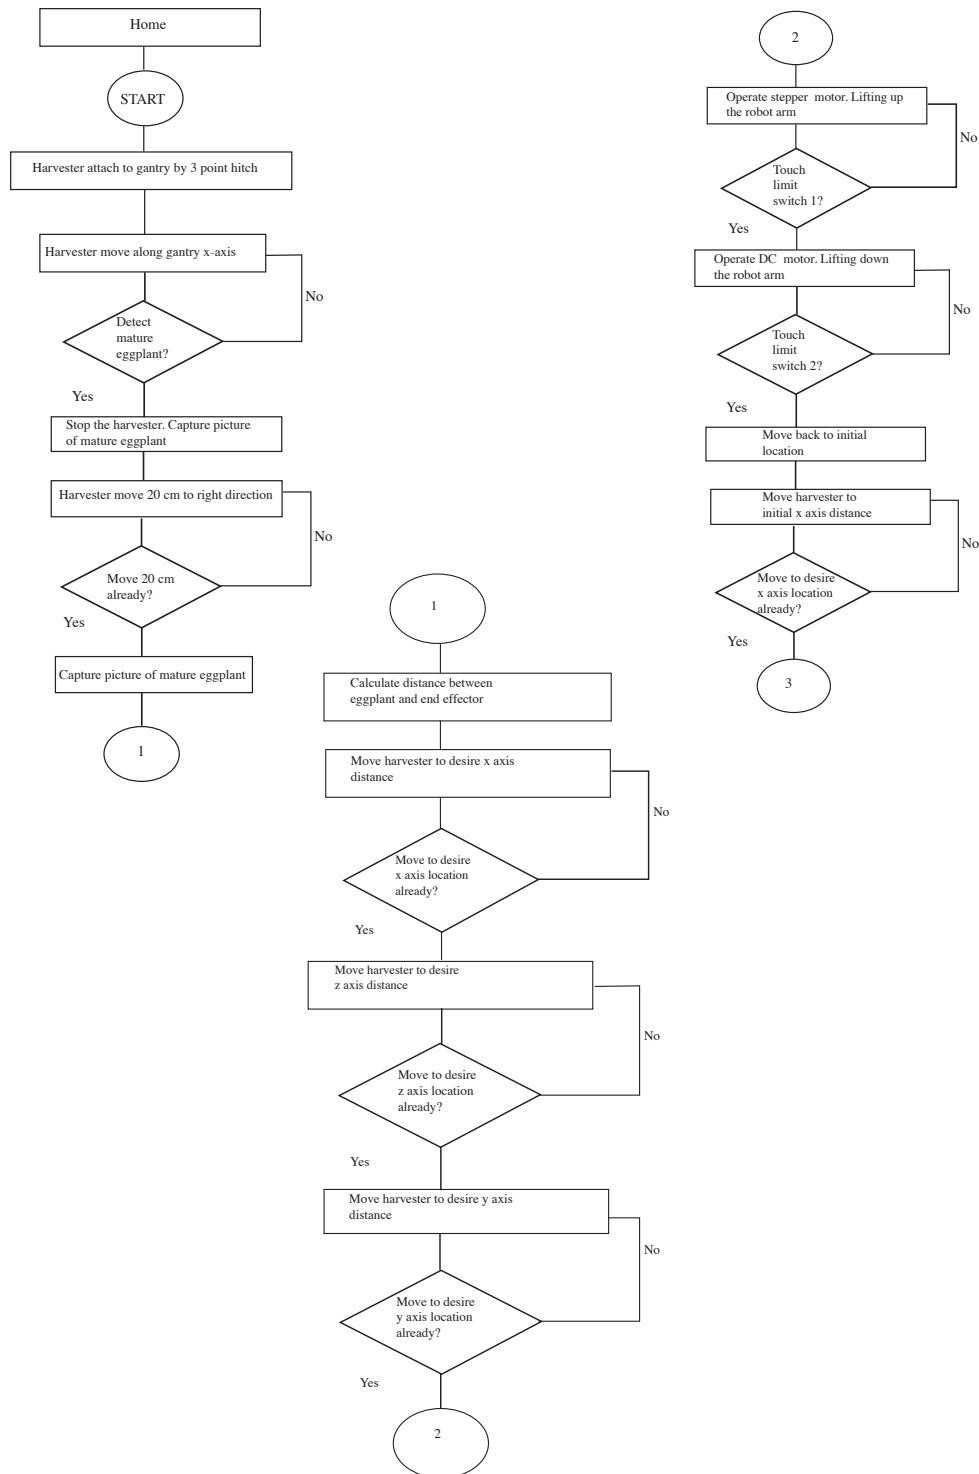 Home
START
Harvester attach to gantry by 3 point hitch
Harvester move along gantry x-axis
No
Detect
mature
eggplant?
Yes
Stop the harvester. Capture picture
of mature eggplant
Harvester move 20 cm to right direction
No
Move 20 cm
already?
Yes
Capture picture of mature eggplant
1
1
Calculate distance between
eggplant and end effector
Move harvester to desire x axis
distance
No
Move to desire
x axis location
already?
Yes
Move harvester to desire
z axis distance
No
Move to desire
z axis location
already?
Yes
Move harvester to desire y axis
distance
No
Move to desire
y axis location
already?
Yes
2
2
Operate stepper motor. Lifting up
the robot arm
No
Touch
limit
switch 1?
Yes
Operate DC motor. Lifting down
the robot arm
No
Touch
limit
switch 2?
Yes
Move back to initial
location
Move harvester to
initial x axis distance
No
Move to desire
x axis location
already?
Yes
3